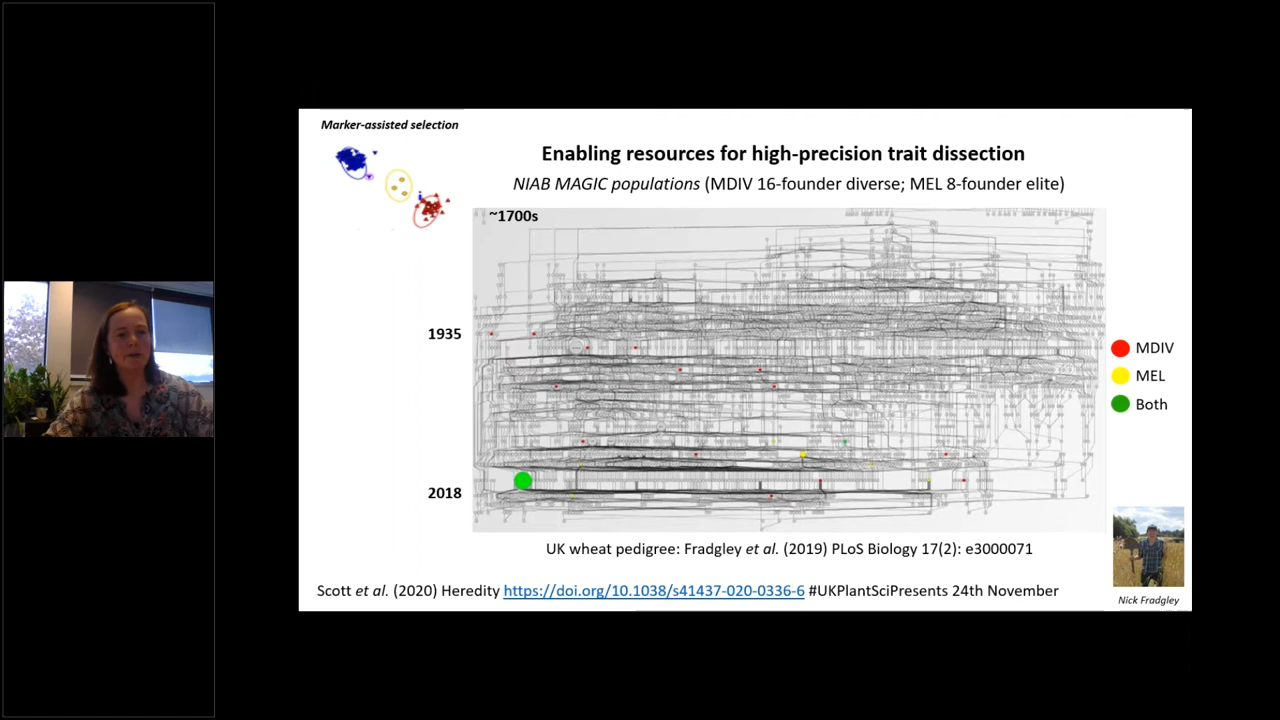 Marker-assisted selection
Enabling resources for high-precision trait dissection
NIAB MAGIC populations (MDIV 16-founder diverse; MEL 8-founder elite)
~1700s
1935
2018
MDIV
MEL
Both
UK wheat pedigree: Fradgley et al. (2019) PLoS Biology 17(2): e3000071
Scott et al. (2020) Heredity https://doi.org/10.1038/s41437-020-0336-6 #UKPlantSciPresents 24th November
Nick Fradgley